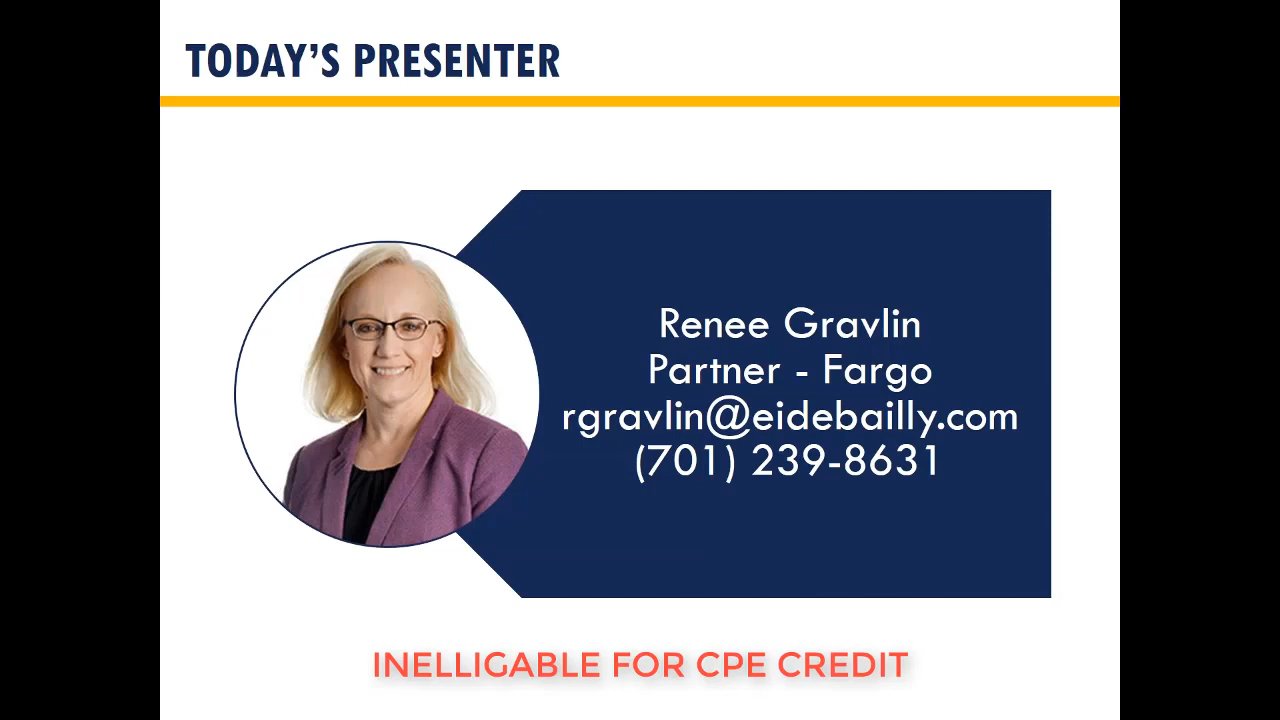 TODAY'S PRESENTER
Renee Gravlin
Partner - Fargo
rgravlin@eidebailly.com
(701) 239-8631
INELLIGABLE FOR CPE CREDIT